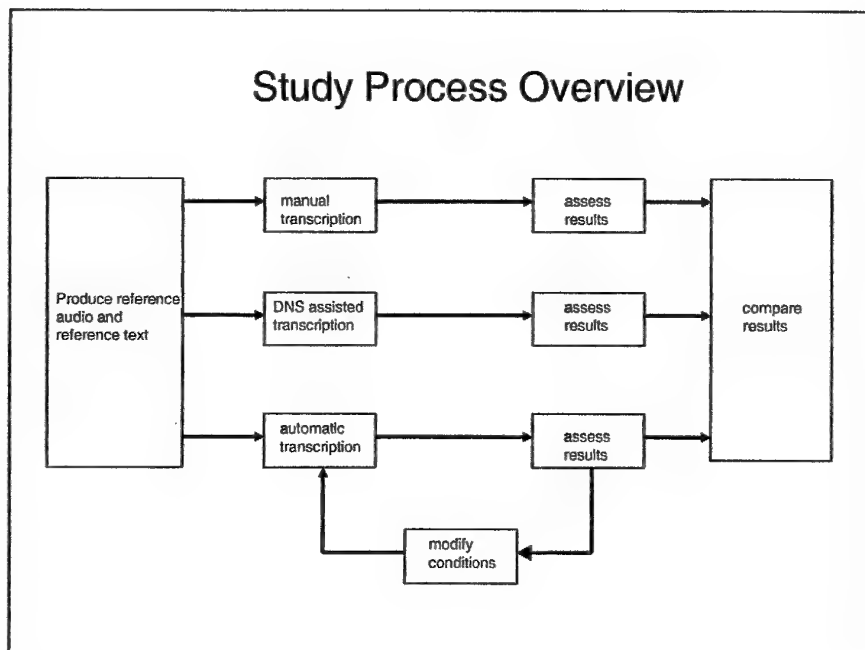 Study Process Overview
Produce reference
audio and
reference text
manual
transcription
assess
results
DNS assisted
transcription
assess
results
compare
results
automatic
transcription
assess
results
modify
conditions